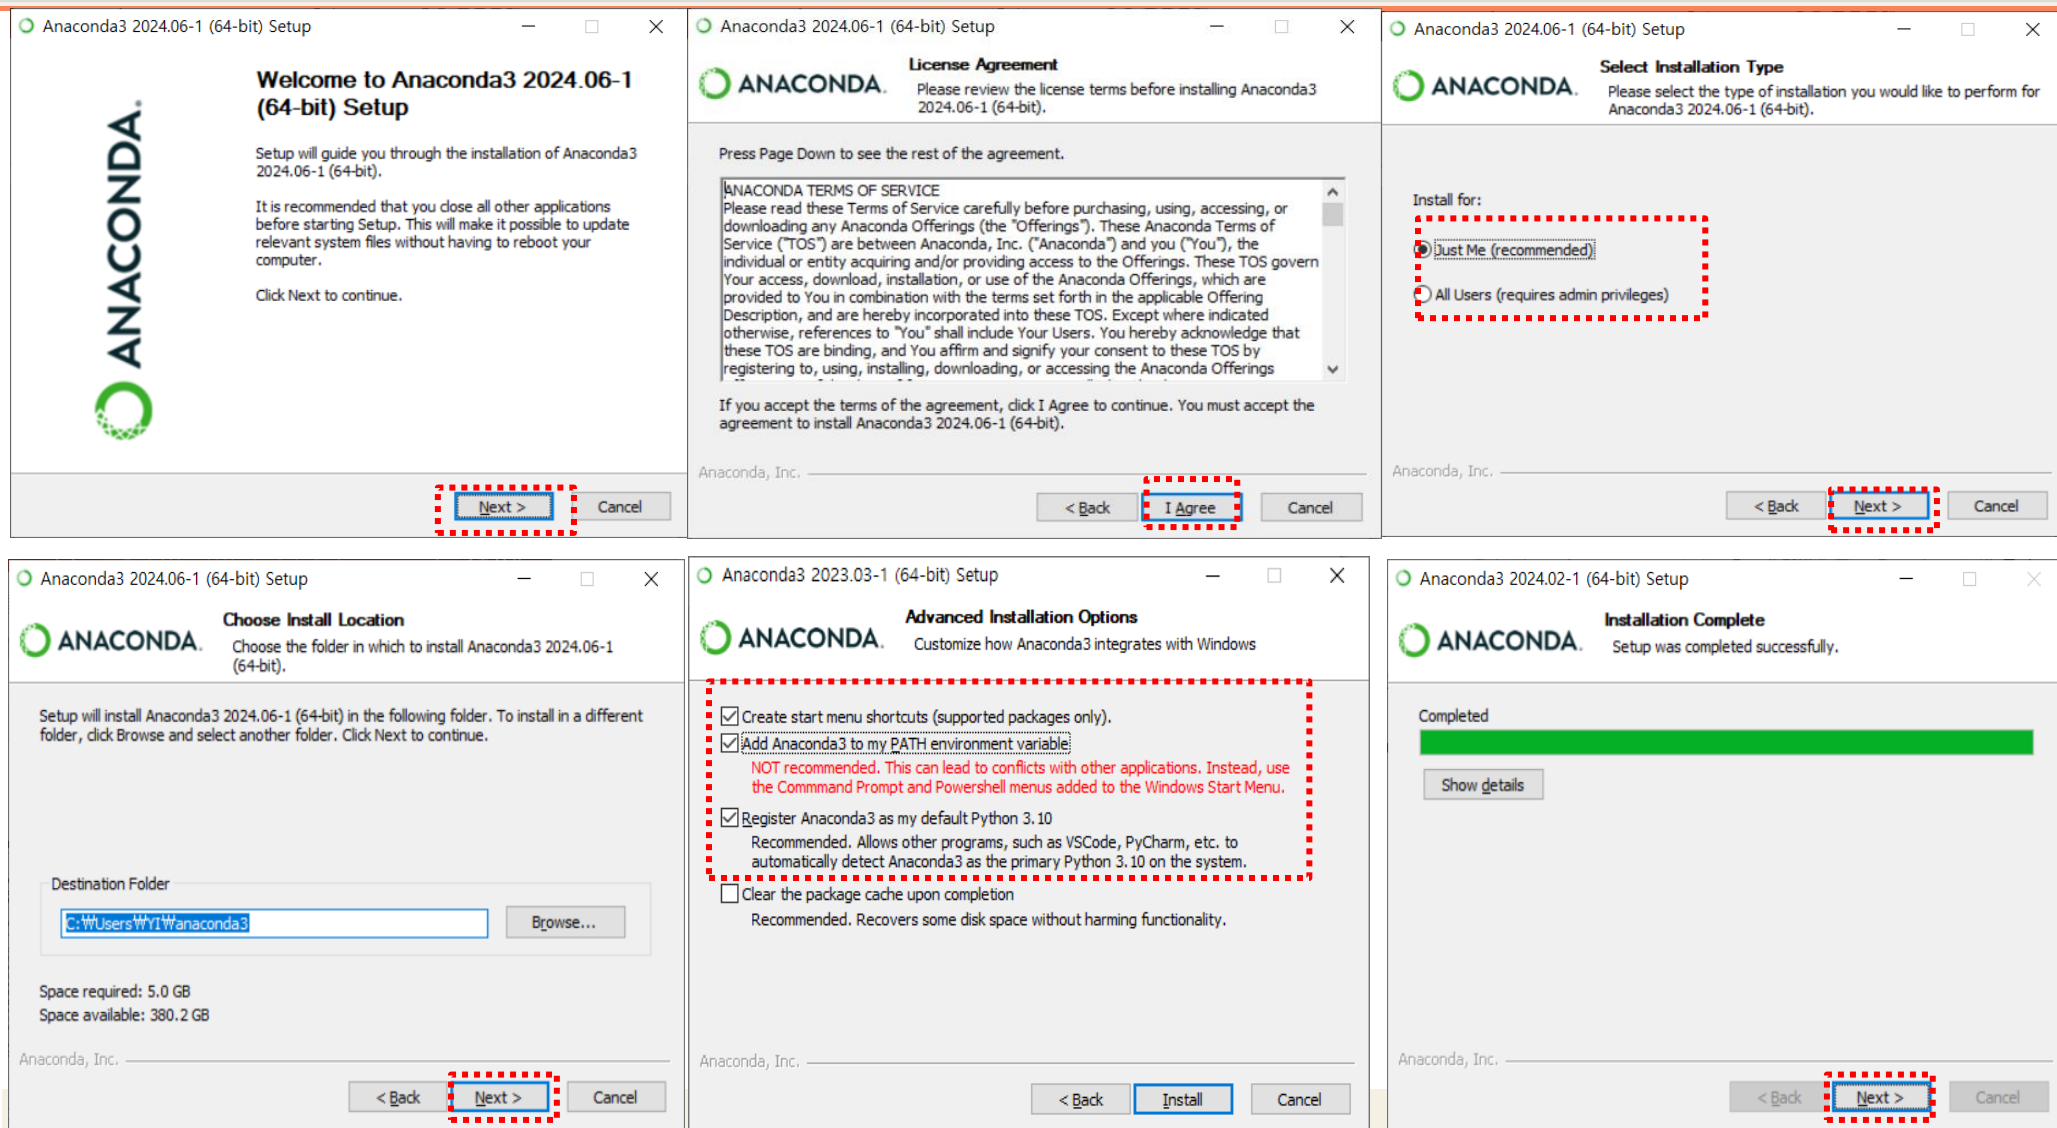 Anaconda3 2024.06-1 (64-bit) Setup
ANACONDA.
Welcome to Anaconda3 2024.06-1
(64-bit) Setup
Setup will guide you through the installation of Anaconda3
2024.06-1 (64-bit).
It is recommended that you close all other applications
before starting Setup. This will make it possible to update
relevant system files without having to reboot your
computer.
Click Next to continue.
Next >
Cancel
Anaconda3 2024.06-1 (64-bit) Setup
ANACONDA.
License Agreement
Please review the license terms before installing Anaconda3
2024.06-1 (64-bit).
Press Page Down to see the rest of the agreement.
ANACONDA TERMS OF SERVICE
Please read these Terms of Service carefully before purchasing, using, accessing, or
downloading any Anaconda Offerings (the "Offerings"). These Anaconda Terms of
Service ("TOS") are between Anaconda, Inc. ("Anaconda") and you ("You"), the
individual or entity acquiring and/or providing access to the Offerings. These TOS govern
Your access, download, installation, or use of the Anaconda Offerings, which are
provided to You in combination with the terms set forth in the applicable Offering
Description, and are hereby incorporated into these TOS. Except where indicated
otherwise, references to "You" shall include Your Users. You hereby acknowledge that
these TOS are binding, and You affirm and signify your consent to these TOS by
registering to, using, installing, downloading, or accessing the Anaconda Offerings
If you accept the terms of the agreement, click I Agree to continue. You must accept the
agreement to install Anaconda3 2024.06-1 (64-bit).
Anaconda, Inc.
< Back
I Agree
Cancel
Anaconda3 2024.06-1 (64-bit) Setup
ANACONDA.
Select Installation Type
Please select the type of installation you would like to perform for
Anaconda3 2024.06-1 (64-bit).
Install for:
Just Me (recommended)
All Users (requires admin privileges)
Anaconda, Inc.
< Back
Next >
Cancel
Anaconda3 2024.06-1 (64-bit) Setup
ANACONDA.
Choose Install Location
Choose the folder in which to install Anaconda3 2024.06-1
(64-bit).
Setup will install Anaconda3 2024.06-1 (64-bit) in the following folder. To install in a different
folder, click Browse and select another folder. Click Next to continue.
Destination Folder
C:₩Users₩YI₩anaconda3
Browse...
Space required: 5.0 GB
Space available: 380.2 GB
Anaconda, Inc.
< Back
Next >
Cancel
Anaconda3 2023.03-1 (64-bit) Setup
ANACONDA.
Advanced Installation Options
Customize how Anaconda3 integrates with Windows
Create start menu shortcuts (supported packages only).
Add Anaconda3 to my PATH environment variable
NOT recommended. This can lead to conflicts with other applications. Instead, use
the Commmand Prompt and Powershell menus added to the Windows Start Menu.
Register Anaconda3 as my default Python 3.10
Recommended. Allows other programs, such as VSCode, PyCharm, etc. to
automatically detect Anaconda3 as the primary Python 3.10 on the system.
Clear the package cache upon completion
Recommended. Recovers some disk space without harming functionality.
Anaconda, Inc.
< Back
Install
Cancel
Anaconda3 2024.02-1 (64-bit) Setup
ANACONDA.
Installation Complete
Setup was completed successfully.
Completed
Show details
Anaconda, Inc.
< Back
Next >
Cancel